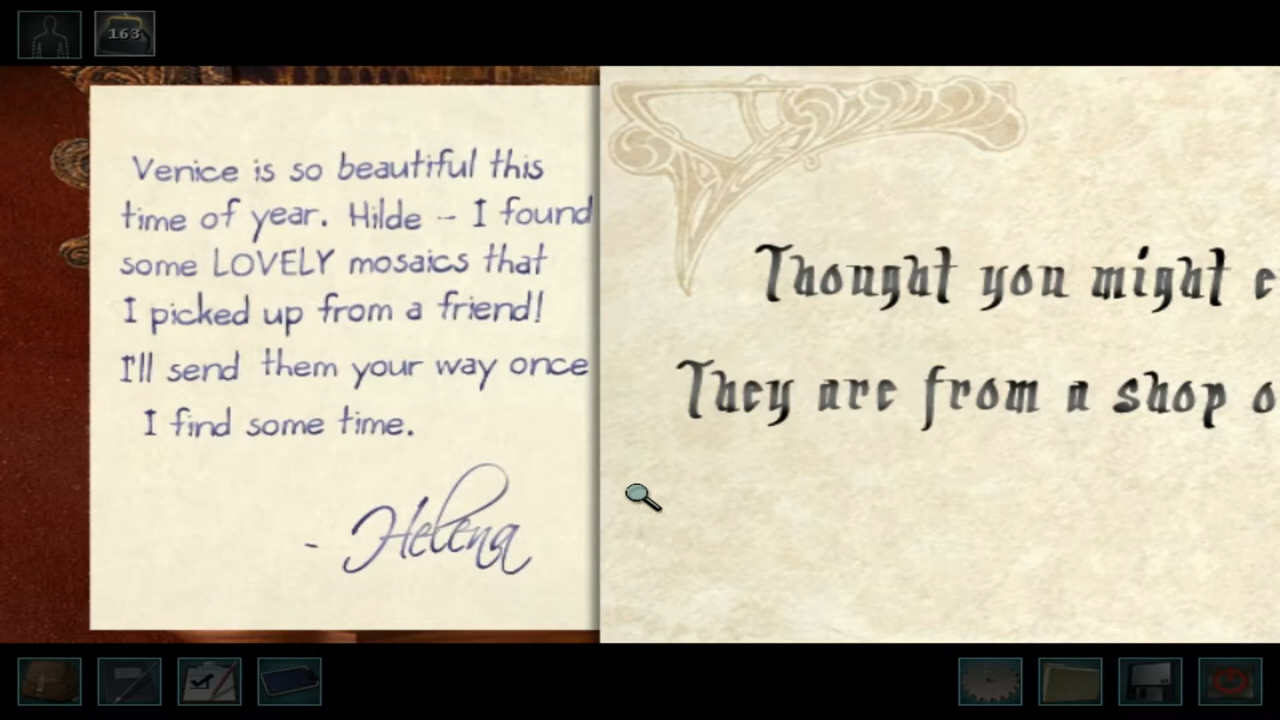 163
Venice is so beautiful this
time of year. Hilde - I found
some LOVELY mosaics that
I picked up from a friend!
I'll send them your way once
I find some time.
- Helena
Thought you might
They are from a shop